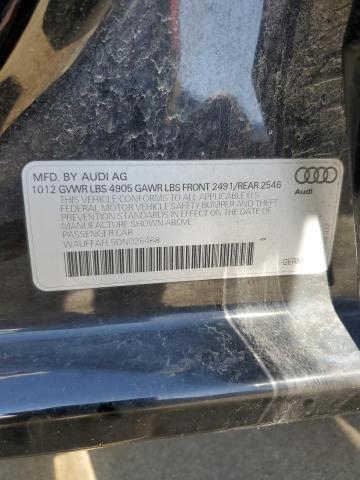 MFD. BY AUDI AG
1012 GVWR LBS 4905 GAWR LBS FRONT 2491/REAR 2546
THIS VEHICLE CONFORMS TO ALL APPLICABLE U.S.
FEDERAL MOTOR VEHICLE SAFETY, BUMPER AND THEFT
PREVENTION STANDARDS IN EFFECT ON THE DATE OF
MANUFACTURE SHOWN ABOVE
PASSENGER CAR
WAUFFAFL5DN026468
Audi
GERM